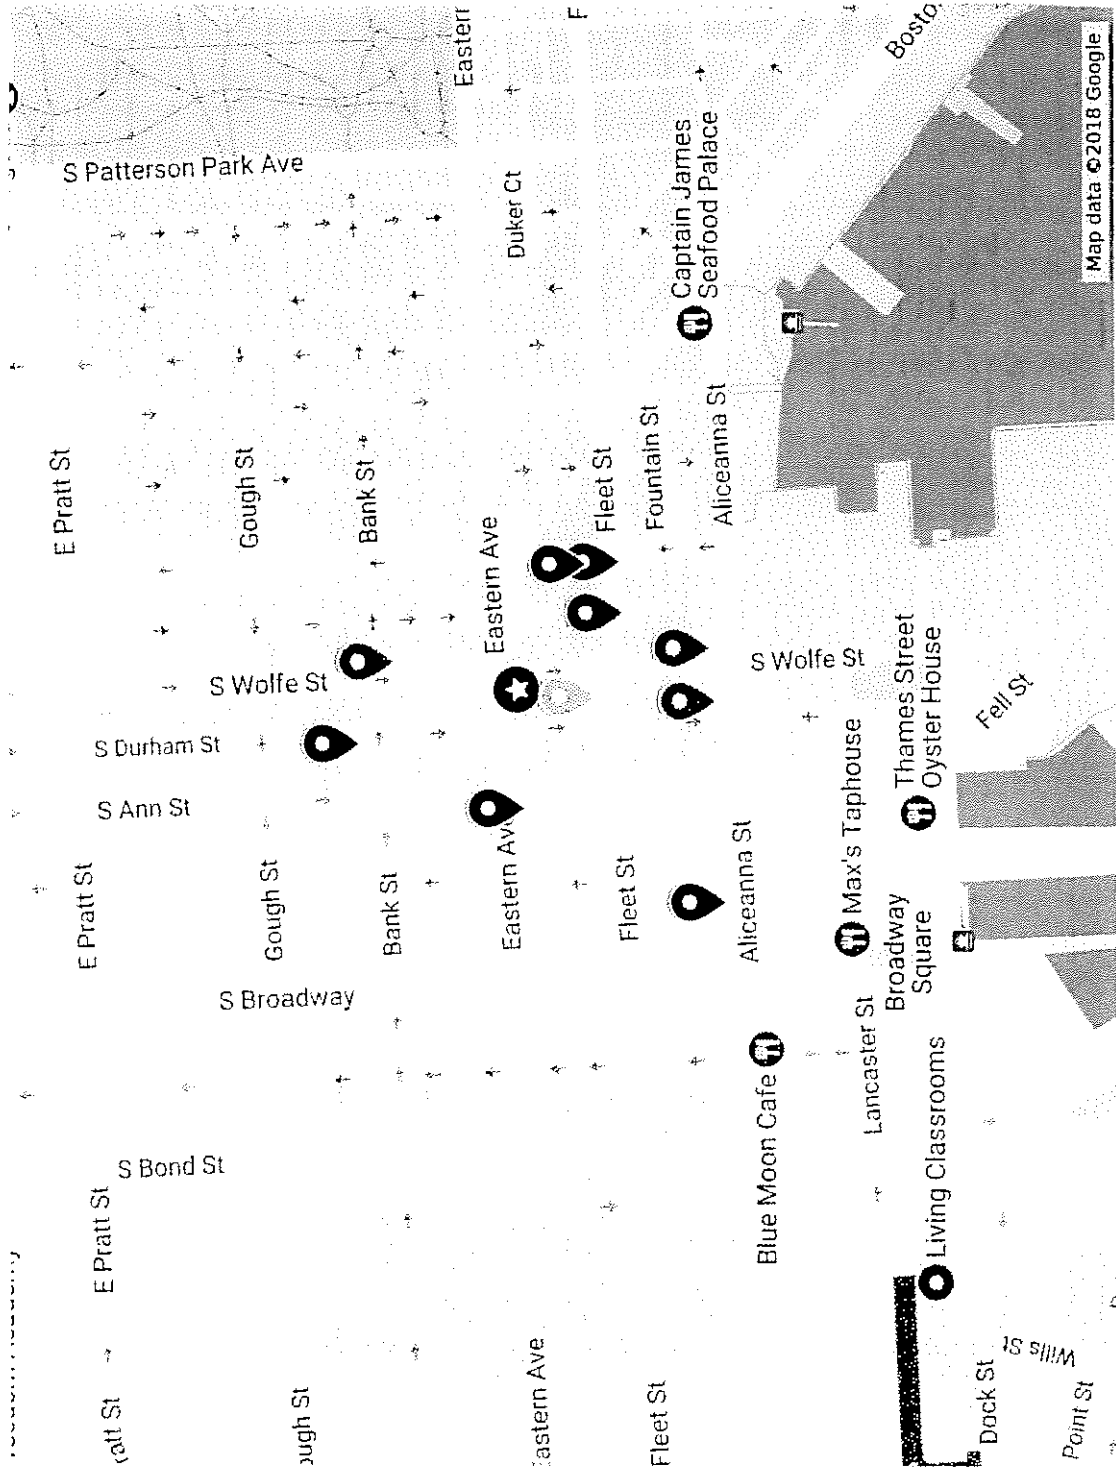 Eastern
S Patterson Park Ave
Duker Ct
Captain James
Seafood Palace
Map data ©2018 Google
E Pratt St
Gough St
Bank St
Eastern Ave
Fleet St
Fountain St
Aliceanna St
S Wolfe St
S Wolfe St
S Durham St
S Ann St
Thames Street
Oyster House
Fell St
Max's Taphouse
E Pratt St
Gough St
Bank St
Eastern Av
Fleet St
Aliceanna St
Broadway
Square
S Broadway
Lancaster St
Blue Moon Cafe
Living Classrooms
S Bond St
E Pratt St
Eastern Ave
Fleet St
Wills St
Dock St
Point St